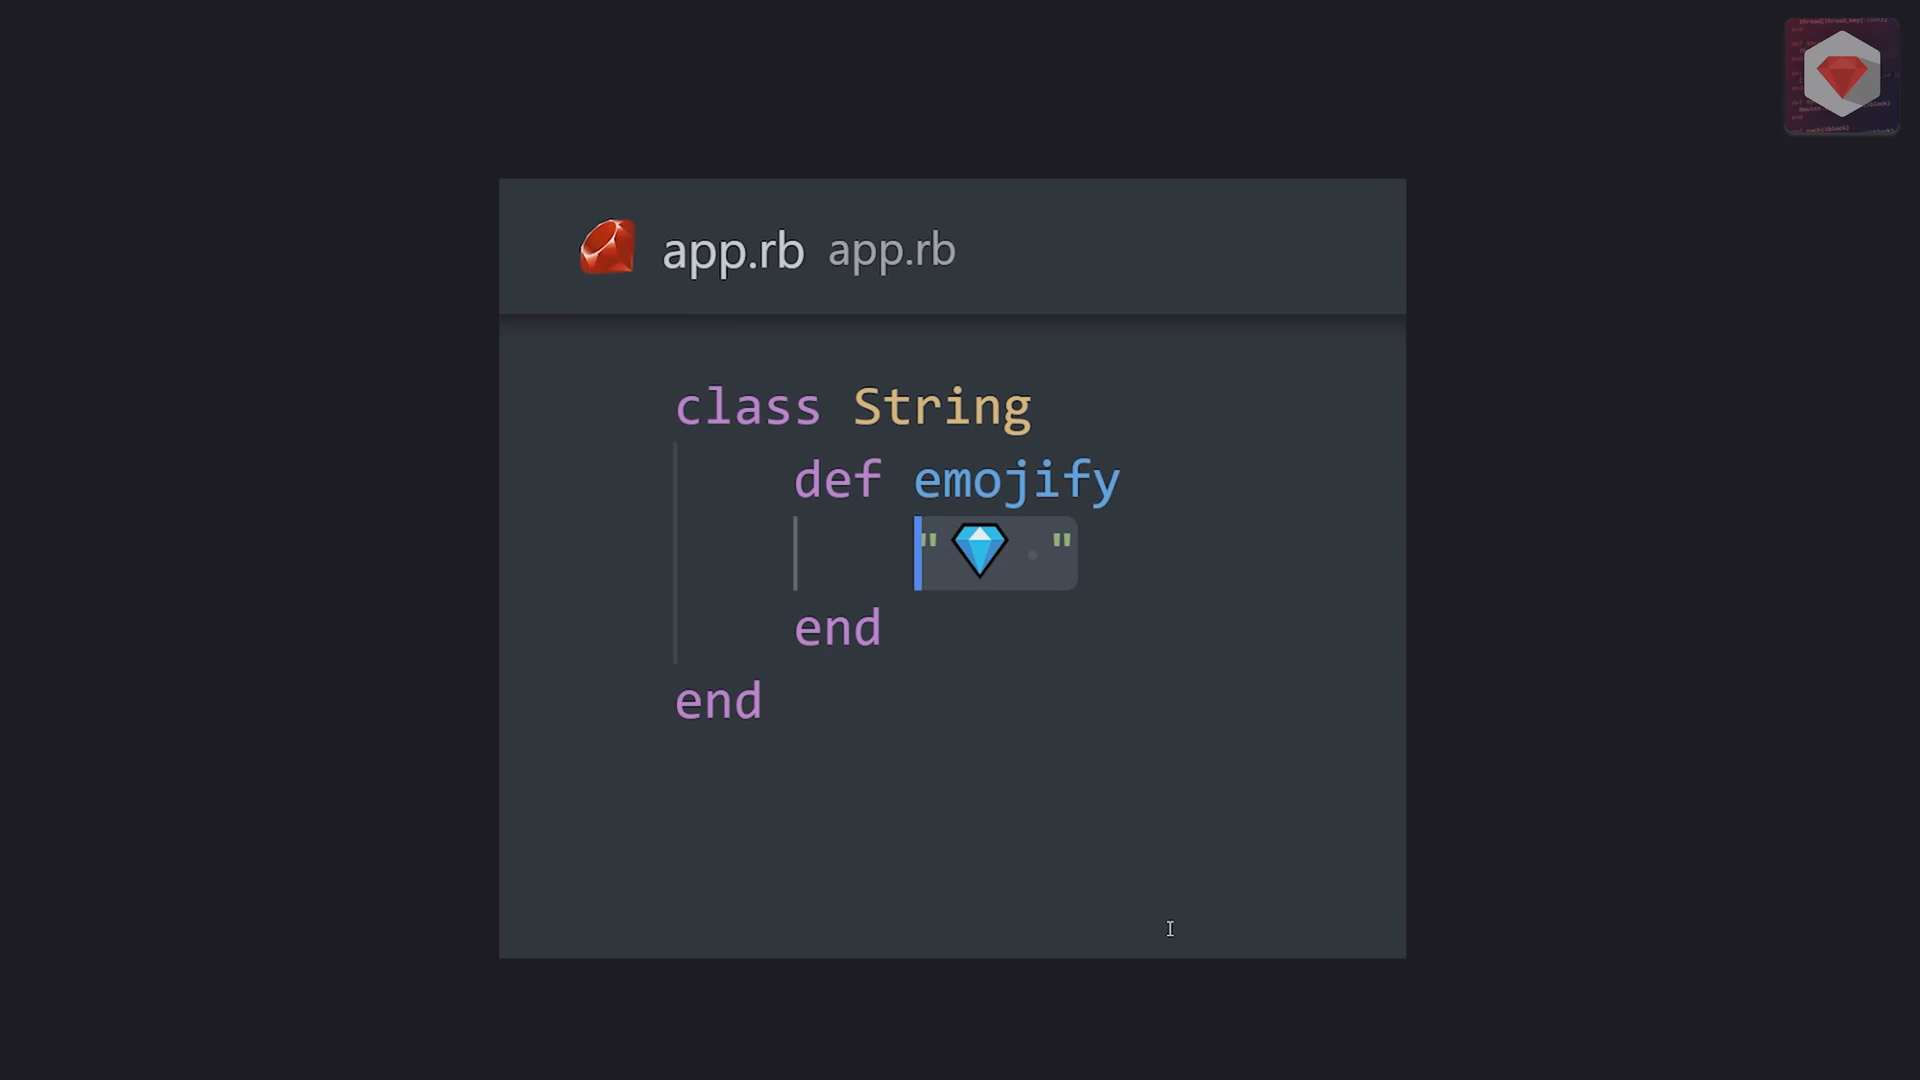 app.rb app.rb
class String
def emojify
"💎 "
end
end